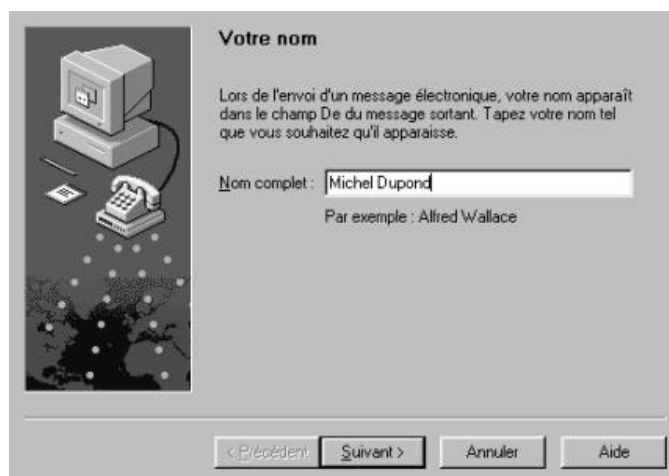 Votre nom
Lors de l'envoi d'un message électronique, votre nom apparaît
dans le champ De du message sortant. Tapez votre nom tel
que vous souhaitez qu'il apparaisse.
Nom complet : Michel Dupond
Par exemple : Alfred Wallace
< Précédent Suivant > Annuler Aide